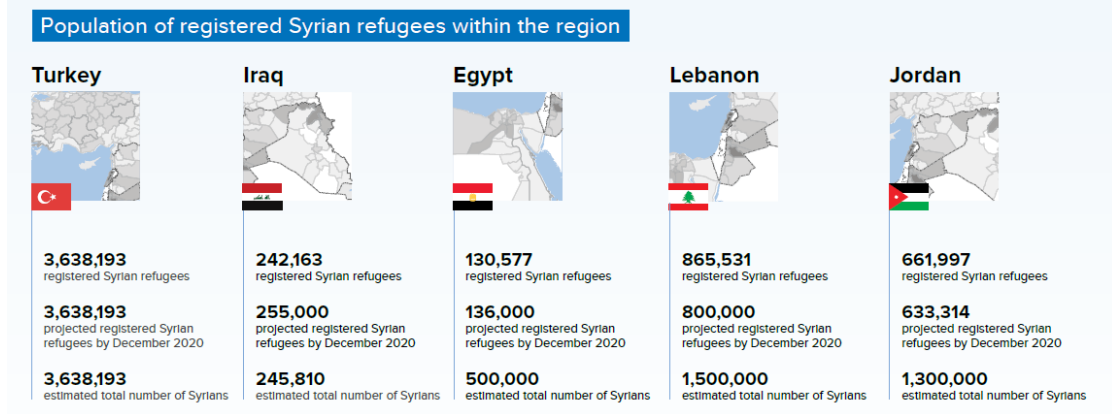 Population of registered Syrian refugees within the region
Turkey
3,638,193
registered Syrian refugees
3,638,193
projected registered Syrian
refugees by December 2020
3,638,193
estimated total number of Syrians
Iraq
242,163
registered Syrian refugees
255,000
projected registered Syrian
refugees by December 2020
245,810
estimated total number of Syrians
Egypt
130,577
registered Syrian refugees
136,000
projected registered Syrian
refugees by December 2020
500,000
estimated total number of Syrians
Lebanon
865,531
registered Syrian refugees
800,000
projected registered Syrian
refugees by December 2020
1,500,000
estimated total number of Syrians
Jordan
661,997
registered Syrian refugees
633,314
projected registered Syrian
refugees by December 2020
1,300,000
estimated total number of Syrians